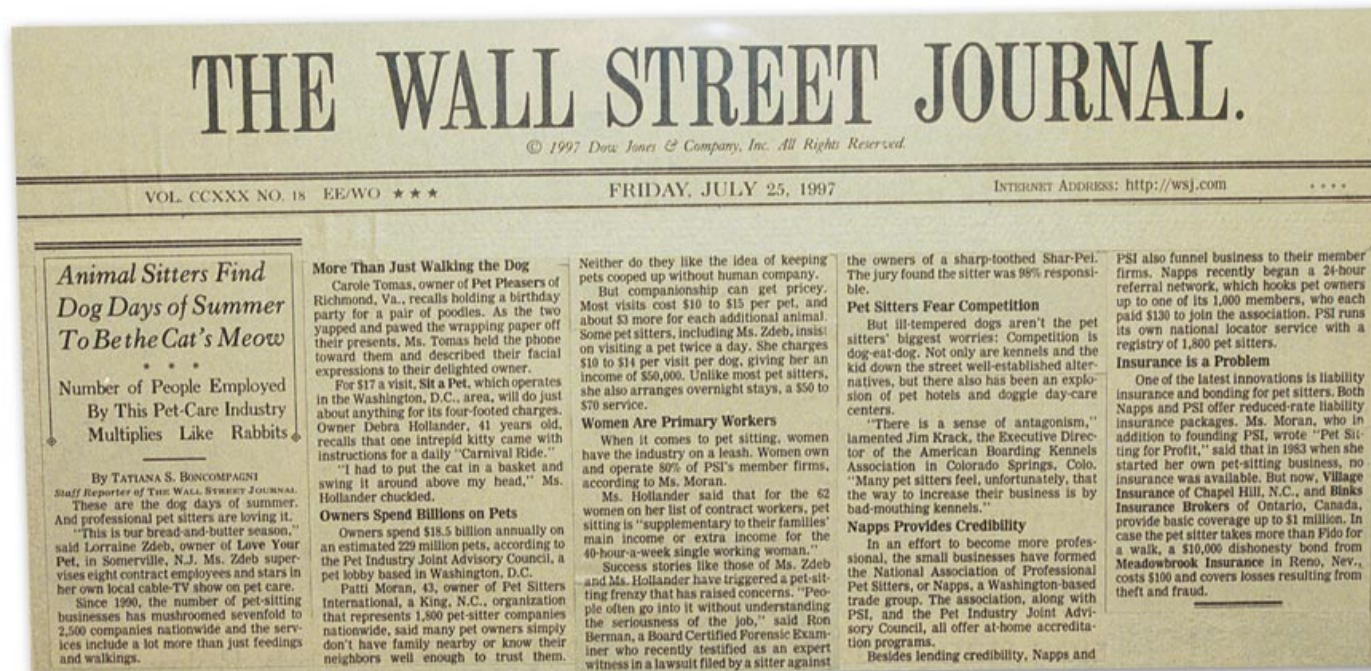 THE WALL STREET JOURNAL.
© 1997 Dow Jones & Company, Inc. All Rights Reserved.
VOL. CCXXX NO. 18 EE/WO ★★★
FRIDAY, JULY 25, 1997
INTERNET ADDRESS: http://wsj.com
* * * *
Animal Sitters Find
Dog Days of Summer
To Be the Cat's Meow
* * *
Number of People Employed
By This Pet-Care Industry
Multiplies Like Rabbits
By TATIANA S. BONCOMPAGNI
Staff Reporter of THE WALL STREET JOURNAL
These are the dog days of summer.
And professional pet sitters are loving it.
"This is our bread-and-butter season,"
said Lorraine Zdeb, owner of Love Your
Pet, in Somerville, N.J. Ms. Zdeb super-
vises eight contract employees and stars in
her own local cable-TV show on pet care.
Since 1990, the number of pet-sitting
businesses has mushroomed sevenfold to
2,500 companies nationwide and the serv-
ices include a lot more than just feedings
and walkings.
More Than Just Walking the Dog
Carole Tomas, owner of Pet Pleasers of
Richmond, Va., recalls holding a birthday
party for a pair of poodles. As the two
yapped and pawed the wrapping paper off
their presents, Ms. Tomas held the phone
toward them and described their facial
expressions to their delighted owner.
For $17 a visit, Sit a Pet, which operates
in the Washington, D.C., area, will do just
about anything for its four-footed charges.
Owner Debra Hollander, 41 years old,
recalls that one intrepid kitty came with
instructions for a daily "Carnival Ride."
"I had to put the cat in a basket and
swing it around above my head," Ms.
Hollander chuckled.
Owners Spend Billions on Pets
Owners spend $18.5 billion annually on
an estimated 229 million pets, according to
the Pet Industry Joint Advisory Council, a
pet lobby based in Washington, D.C.
Patti Moran, 43, owner of Pet Sitters
International, a King, N.C., organization
that represents 1,800 pet-sitter companies
nationwide, said many pet owners simply
don't have family nearby or know their
neighbors well enough to trust them.
Neither do they like the idea of keeping
pets cooped up without human company.
But companionship can get pricey.
Most visits cost $10 to $15 per pet, and
about $3 more for each additional animal.
Some pet sitters, including Ms. Zdeb, insist
on visiting a pet twice a day. She charges
$10 to $14 per visit per dog, giving her an
income of $50,000. Unlike most pet sitters,
she also arranges overnight stays, a $50 to
$70 service.
Women Are Primary Workers
When it comes to pet sitting, women
have the industry on a leash. Women own
and operate 80% of PSI's member firms,
according to Ms. Moran.
Ms. Hollander said that for the 62
women on her list of contract workers, pet
sitting is "supplementary to their families'
main income or extra income for the
40-hour-a-week single working woman."
Success stories like those of Ms. Zdeb
and Ms. Hollander have triggered a pet-sit-
ting frenzy that has raised concerns. "Peo-
ple often go into it without understanding
the seriousness of the job," said Ron
Berman, a Board Certified Forensic Exam-
iner who recently testified as an expert
witness in a lawsuit filed by a sitter against
the owners of a sharp-toothed Shar-Pei.
The jury found the sitter was 98% responsi-
ble.
Pet Sitters Fear Competition
But ill-tempered dogs aren't the pet
sitters' biggest worries: Competition is
dog-eat-dog. Not only are kennels and the
kid down the street well-established alter-
natives, but there also has been an explo-
sion of pet hotels and doggie day-care
centers.
"There is a sense of antagonism,"
lamented Jim Krack, the Executive Direc-
tor of the American Boarding Kennels
Association in Colorado Springs, Colo.
"Many pet sitters feel, unfortunately, that
the way to increase their business is by
bad-mouthing kennels."
Napps Provides Credibility
In an effort to become more profes-
sional, the small businesses have formed
the National Association of Professional
Pet Sitters, or Napps, a Washington-based
trade group. The association, along with
PSI, and the Pet Industry Joint Advi-
sory Council, all offer at-home accredita-
tion programs.
Besides lending credibility, Napps and
PSI also funnel business to their member
firms. Napps recently began a 24-hour
referral network, which hooks pet owners
up to one of its 1,000 members, who each
paid $130 to join the association. PSI runs
its own national locator service with a
registry of 1,800 pet sitters.
Insurance is a Problem
One of the latest innovations is liability
insurance and bonding for pet sitters. Both
Napps and PSI offer reduced-rate liability
insurance packages. Ms. Moran, who in
addition to founding PSI, wrote "Pet Sit-
ting for Profit," said that in 1983 when she
started her own pet-sitting business, no
insurance was available. But now, Village
Insurance of Chapel Hill, N.C., and Binks
Insurance Brokers of Ontario, Canada,
provide basic coverage up to $1 million. In
case the pet sitter takes more than Fido for
a walk, a $10,000 dishonesty bond from
Meadowbrook Insurance in Reno, Nev.,
costs $100 and covers losses resulting from
theft and fraud.